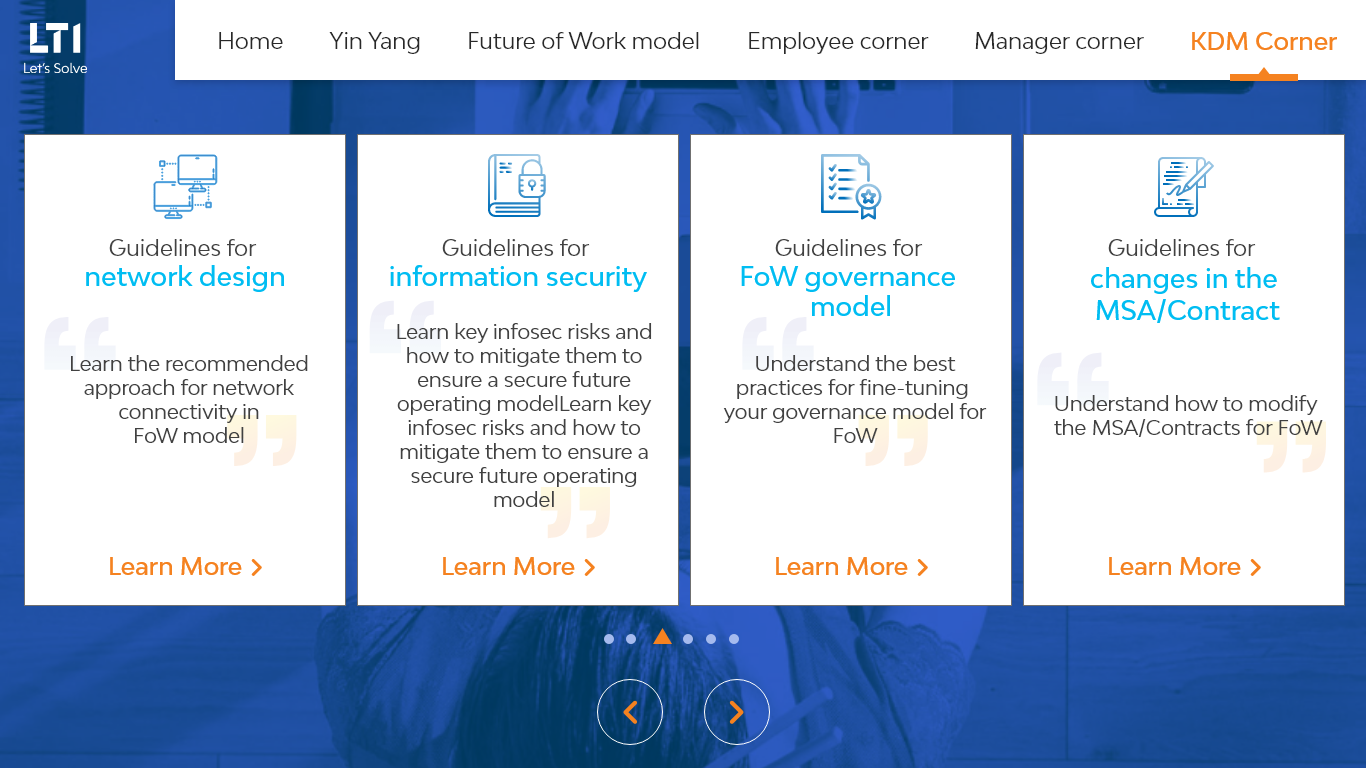 LTI
Let's Solve
Home
Yin Yang
Future of Work model
Employee corner
Manager corner
KDM Corner
Guidelines for
network design
Learn the recommended
approach for network
connectivity in
FoW model
Learn More
Guidelines for
information security
Learn key infosec risks and
how to mitigate them to
ensure a secure future
operating modelLearn key
infosec risks and how to
mitigate them to ensure a
secure future operating
model
Learn More
Guidelines for
FoW governance
model
Understand the best
practices for fine-tuning
your governance model for
FoW
Learn More
Guidelines for
changes in the
MSA/Contract
Understand how to modify
the MSA/Contracts for FoW
Learn More